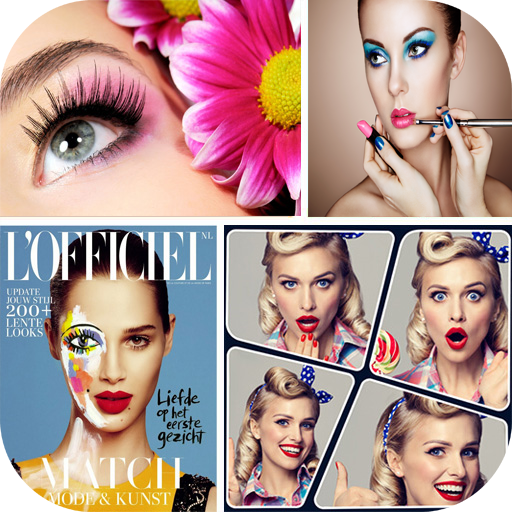 L'OFFICIEL
NL
UPDATE
JOUW STIJL
200+
LENTE
LOOKS
Liefde
op het
eerste
gezicht
MATCH
MODE & KUNST